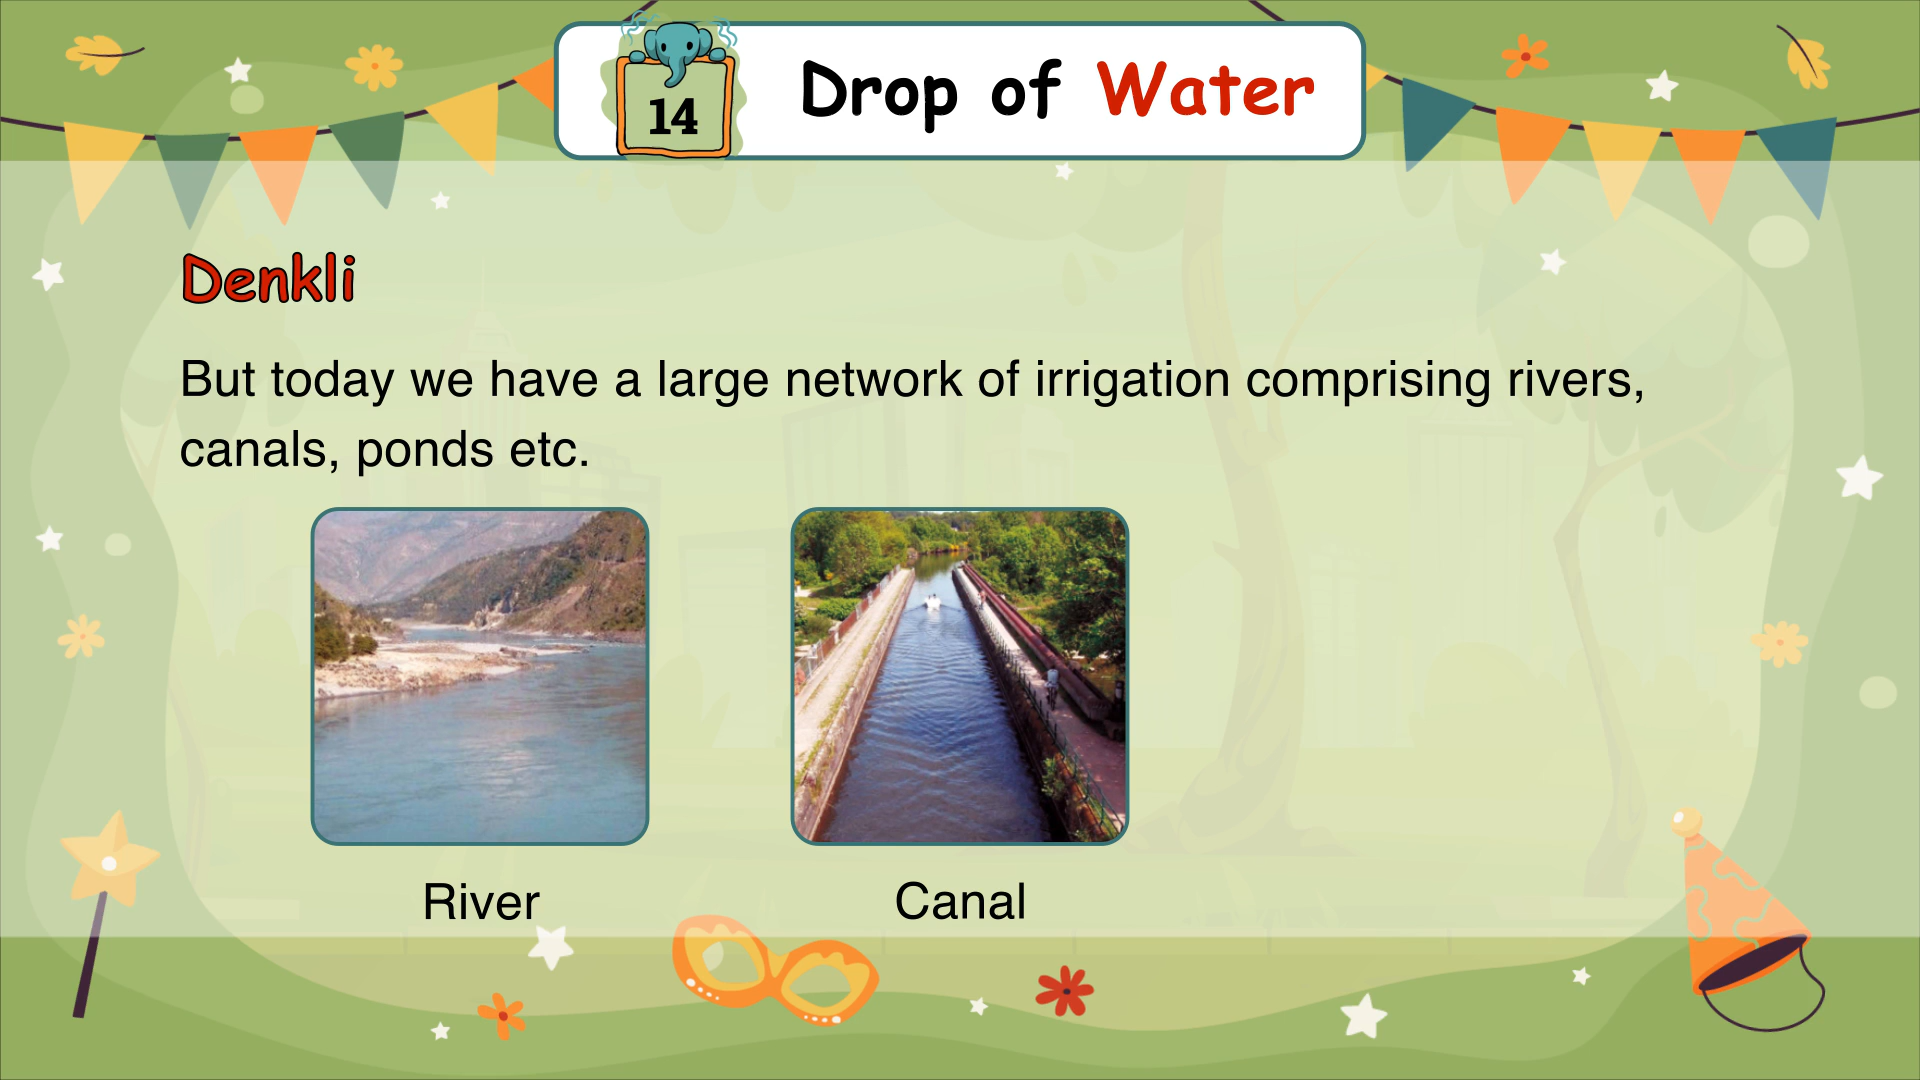 14
Drop of Water
Denkli
But today we have a large network of irrigation comprising rivers,
canals, ponds etc.
River
Canal